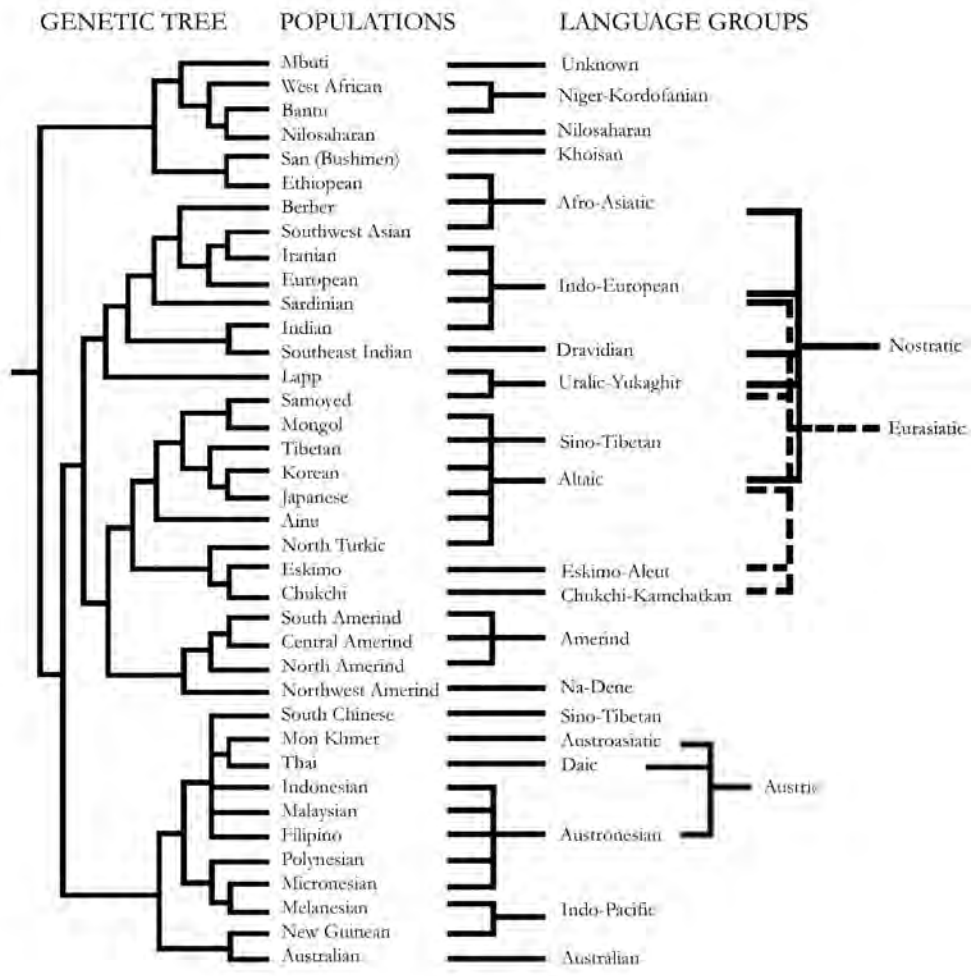 GENETIC TREE POPULATIONS LANGUAGE GROUPS
Mbuti Unknown
West African
Niger-Kordofanian
Bantu
Nilosaharan Nilosaharan
San (Bushmen) Khoisan
Ethiopean
Berber Afro-Asiatic
Southwest Asian
Iranian
European Indo-European
Sardinian
Indian
Southeast Indian Dravidian Nostratic
Lapp Uralic-Yukaghir
Samoyed
Mongol Eurasiatic
Tibetan Sino-Tibetan
Korean Altaic
Japanese
Ainu
North Turkic
Eskimo Eskimo-Aleut
Chukchi Chukchi-Kamchatkan
South Amerind
Central Amerind Amerind
North Amerind
Northwest Amerind Na-Dene
South Chinese Sino-Tibetan
Mon Khmer Austroasiatic
Thai Daic
Indonesian Austric
Malaysian
Filipino Austronesian
Polynesian
Micronesian
Melanesian Indo-Pacific
New Guinean
Australian Australian